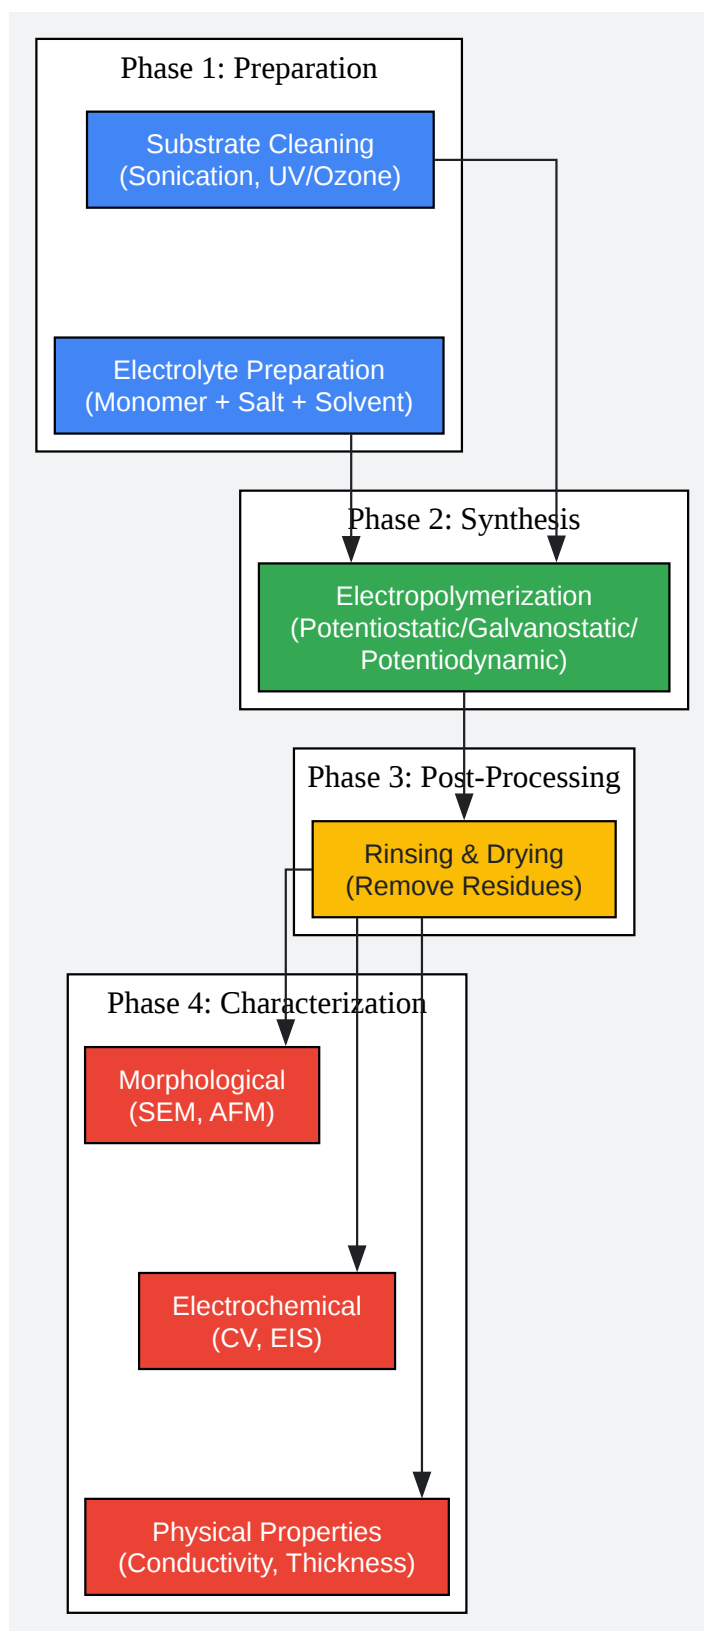 Phase 1: Preparation
Substrate Cleaning
(Sonication, UV/Ozone)
Electrolyte Preparation
(Monomer + Salt + Solvent)
Phase 2: Synthesis
Electropolymerization
(Potentiostatic/Galvanostatic/
Potentiodynamic)
Phase 3: Post-Processing
Rinsing & Drying
(Remove Residues)
Phase 4: Characterization
Morphological
(SEM, AFM)
Electrochemical
(CV, EIS)
Physical Properties
(Conductivity, Thickness)